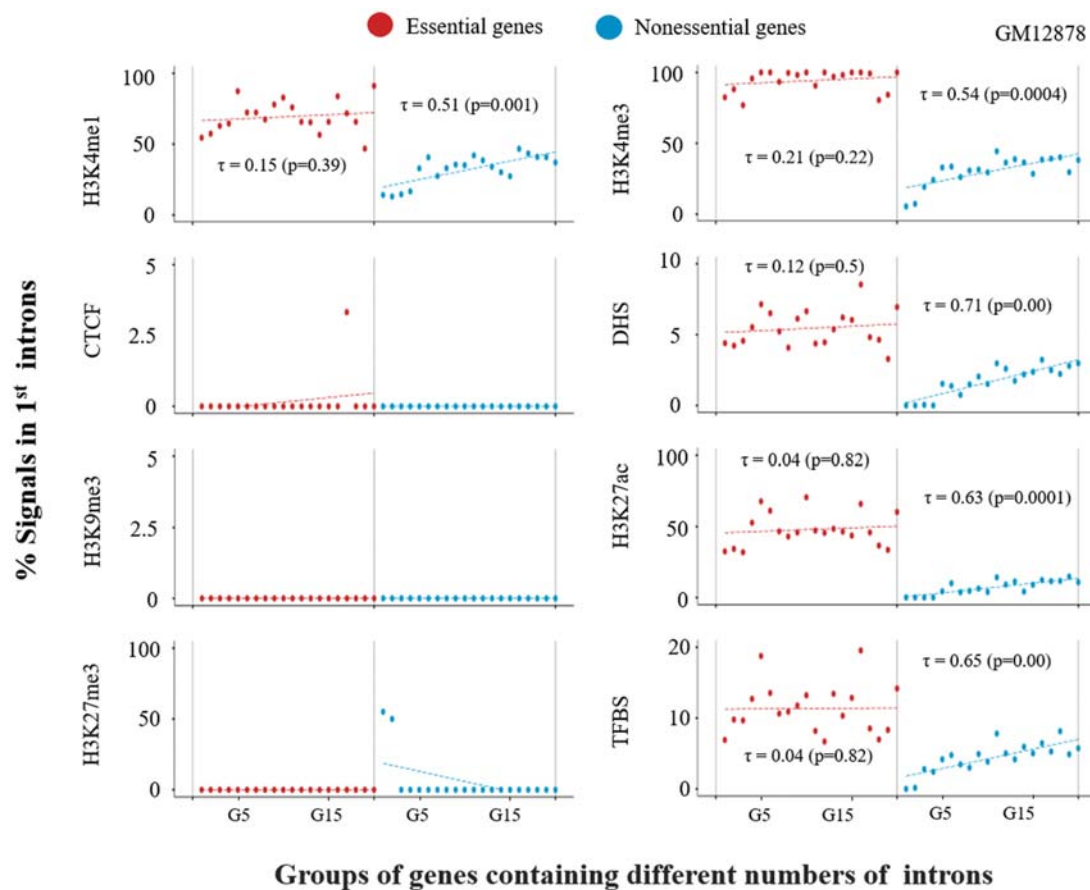 Essential genes
Nonessential genes
GM12878
% Signals in 1st introns
H3K4me1
100
50
0
τ = 0.51 (p=0.001)
τ = 0.15 (p=0.39)
H3K4me3
100
50
0
τ = 0.54 (p=0.0004)
τ = 0.21 (p=0.22)
CTCF
5
2.5
0
DHS
10
5
0
τ = 0.12 (p=0.5)
τ = 0.71 (p=0.00)
H3K9me3
5
2.5
0
H3K27ac
100
50
0
τ = 0.04 (p=0.82)
τ = 0.63 (p=0.0001)
H3K27me3
100
50
0
G5
G15
G5
G15
TFBS
20
10
0
τ = 0.65 (p=0.00)
τ = 0.04 (p=0.82)
G5
G15
G5
G15
Groups of genes containing different numbers of introns